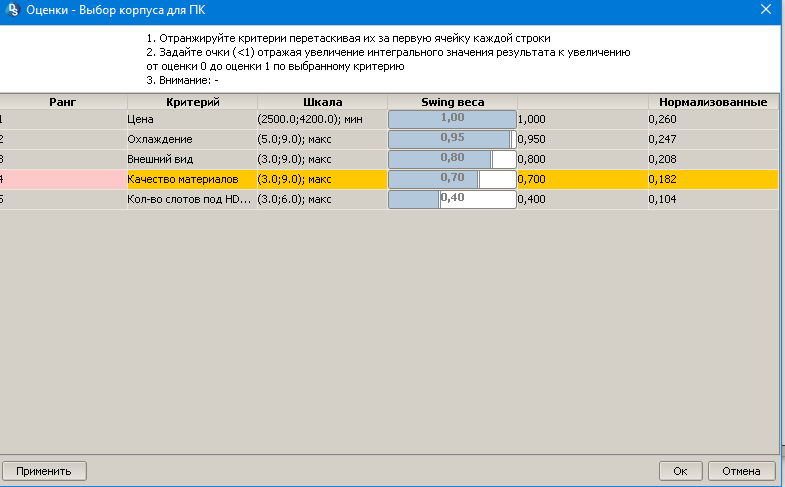 Оценки - Выбор корпуса для ПК
1. Отранжируйте критерии перетаскивая их за первую ячейку каждой строки
2. Задайте очки (<1) отражая увеличение интегрального значения результата к увеличению
от оценки 0 до оценки 1 по выбранному критерию
3. Внимание: -
Ранг Критерий Шкала Swing веса Нормализованные
1 Цена (2500.0;4200.0); мин 1,00 1,000 0,260
2 Охлаждение (5.0;9.0); макс 0,95 0,950 0,247
3 Внешний вид (3.0;9.0); макс 0,80 0,800 0,208
4 Качество материалов (3.0;9.0); макс 0,70 0,700 0,182
5 Кол-во слотов под HD... (3.0;6.0); макс 0,40 0,400 0,104
Применить Ок Отмена